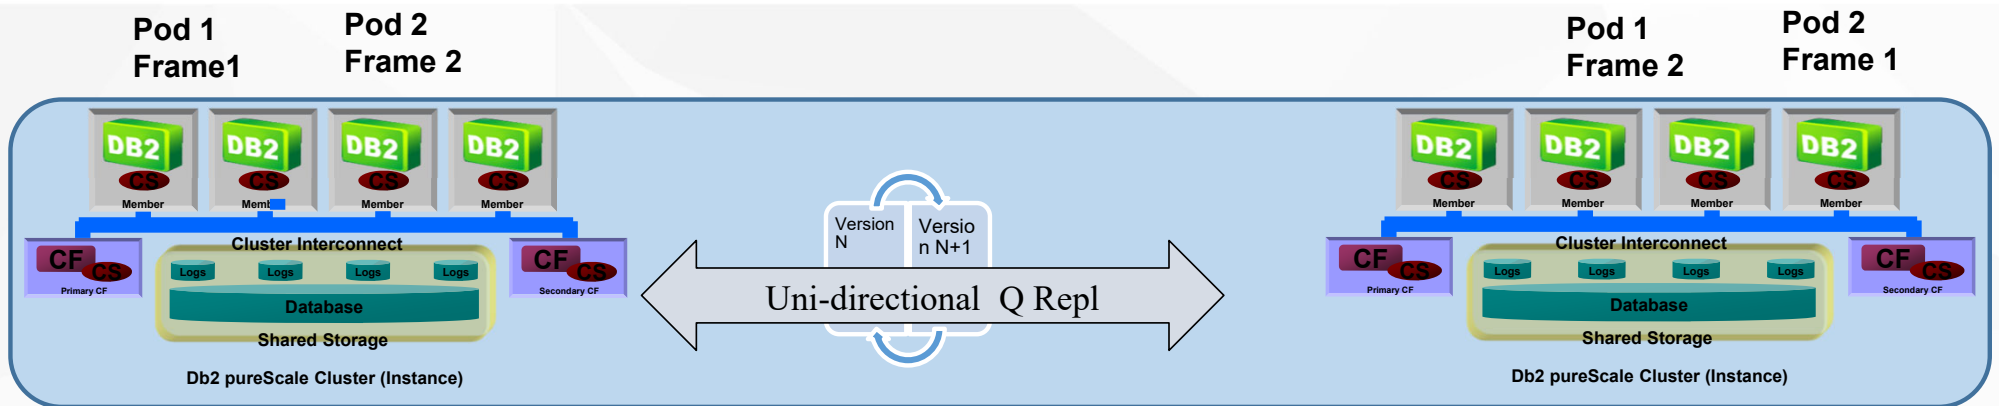 Pod 1
Frame1
Pod 2
Frame 2
Pod 1
Frame 2
Pod 2
Frame 1
DB2
CS
Member
DB2
CS
DB2
CS
Member
DB2
CS
Member
Cluster Interconnect
CF
CS
Primary CF
Logs
Logs
Logs
Logs
Database
Shared Storage
CF
CS
Secondary CF
Db2 pureScale Cluster (Instance)
Version
N
Versio
n N+1
Uni-directional Q Repl
DB2
CS
Member
DB2
CS
Member
DB2
CS
Member
DB2
CS
Member
Cluster Interconnect
CF
CS
Primary CF
Logs
Logs
Logs
Logs
Database
Shared Storage
CF
CS
Secondary CF
Db2 pureScale Cluster (Instance)